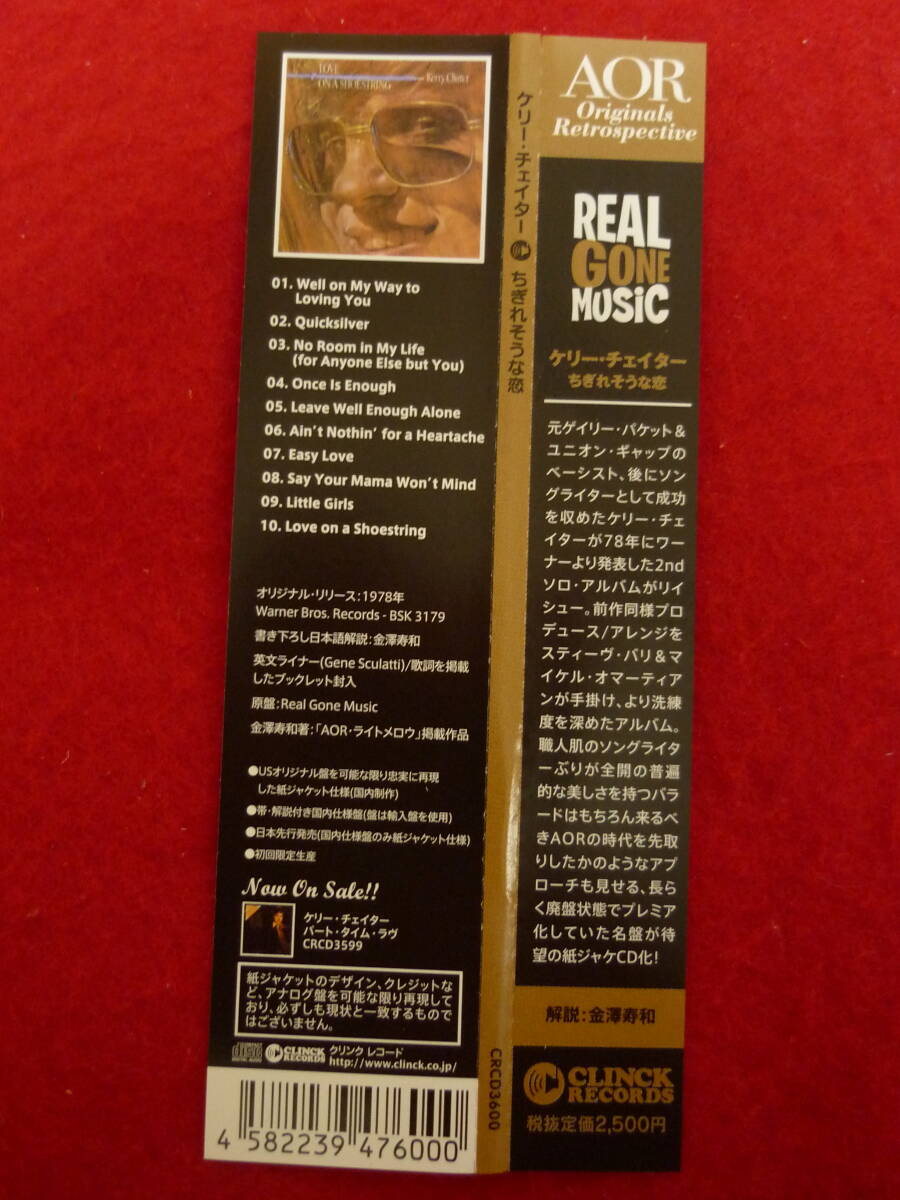 LOVE
ON A SHOESTRING
Kerry Chater
01. Well on My Way to
Loving You
02. Quicksilver
03. No Room in My Life
(for Anyone Else but You)
04. Once Is Enough
05. Leave Well Enough Alone
06. Ain't Nothin' for a Heartache
07. Easy Love
08. Say Your Mama Won't Mind
09. Little Girls
10. Love on a Shoestring
オリジナル・リリース:1978年
Warner Bros. Records - BSK 3179
書き下ろし日本語解説:金澤寿和
英文ライナー(Gene Sculatti)/歌詞を掲載
したブックレット封入
原盤:Real Gone Music
金澤寿和著:「AOR・ライトメロウ」掲載作品
●USオリジナル盤を可能な限り忠実に再現
した紙ジャケット仕様(国内制作)
●帯・解説付き国内仕様盤(盤は輸入盤を使用)
●日本先行発売(国内仕様盤のみ紙ジャケット仕様)
●初回限定生産
Now On Sale!!
ケリー・チェイター
パート・タイム・ラヴ
CRCD3599
紙ジャケットのデザイン、クレジットな
ど、アナログ盤を可能な限り再現して
おり、必ずしも現状と一致するもので
はございません。
CLINCK
RECORDS
クリンク レコード
http://www.clinck.co.jp/
4 582239 476000
ケリー・チェイター
ちぎれそうな恋
CRCD3600
AOR
Originals
Retrospective
REAL
GONE
MUSIC
ケリー・チェイター
ちぎれそうな恋
元ゲイリー・パケット&
ユニオン・ギャップの
ベーシスト、後にソン
グライターとして成功
を収めたケリー・チェ
イターが78年にワー
ナーより発表した2nd
ソロ・アルバムがリイ
シュー。前作同様プロ
デュース/アレンジを
スティーヴ・バリ&マ
イケル・オマーティア
ンが手掛け、より洗練
度を深めたアルバム。
職人肌のソングライタ
ーぶりが全開の普遍
的な美しさを持つバラ
ードはもちろん来るべ
きAORの時代を先取
りしたかのようなアプ
ローチも見せる、長ら
く廃盤状態でプレミア
化していた名盤が待
望の紙ジャケCD化!
解説:金澤寿和
CLINCK
RECORDS
税抜定価2,500円